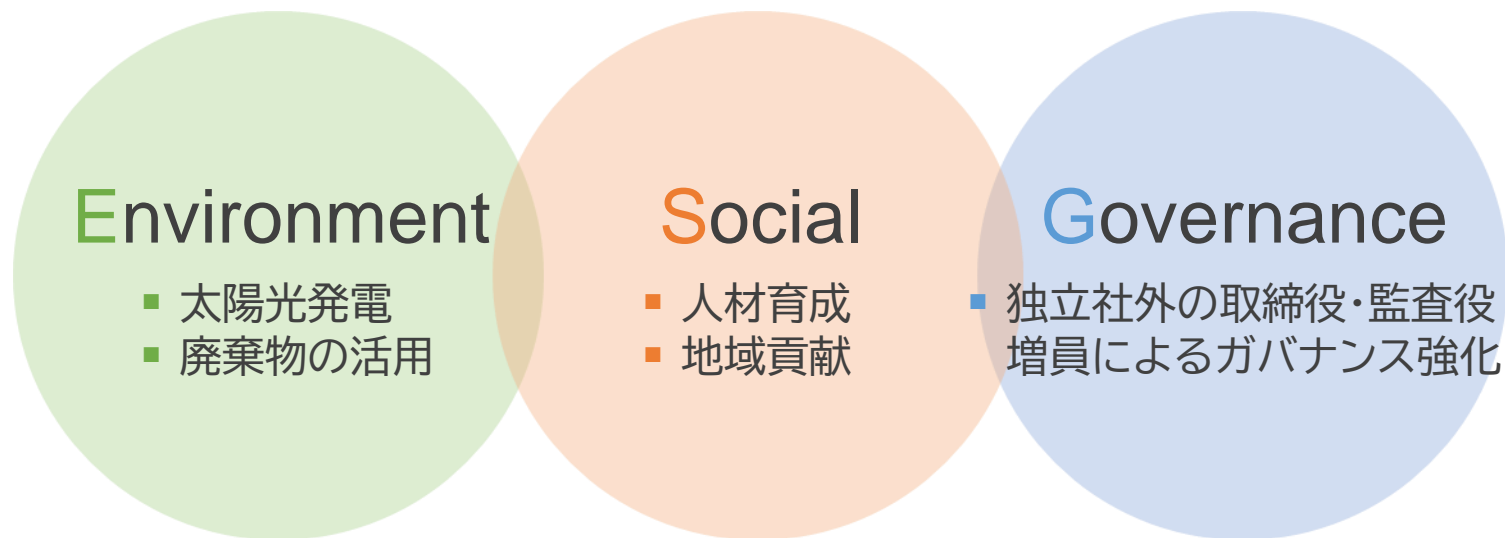 Environment
▪ 太陽光発電
▪ 廃棄物の活用
Social
▪ 人材育成
▪ 地域貢献
Governance
▪ 独立社外の取締役・監査役
増員によるガバナンス強化